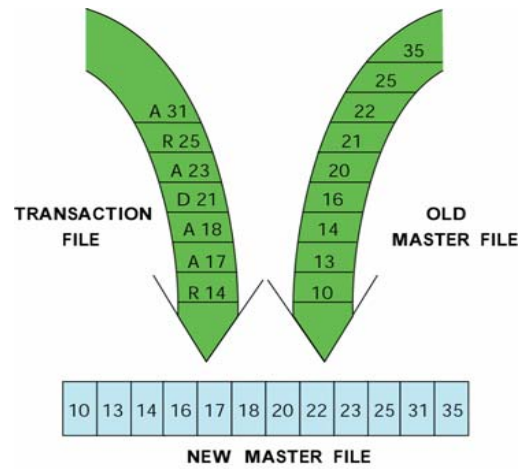 A 31
R 25
A 23
D 21
A 18
A 17
R 14
TRANSACTION
FILE
35
25
22
21
20
16
14
13
10
OLD
MASTER FILE
10 13 14 16 17 18 20 22 23 25 31 35
NEW MASTER FILE